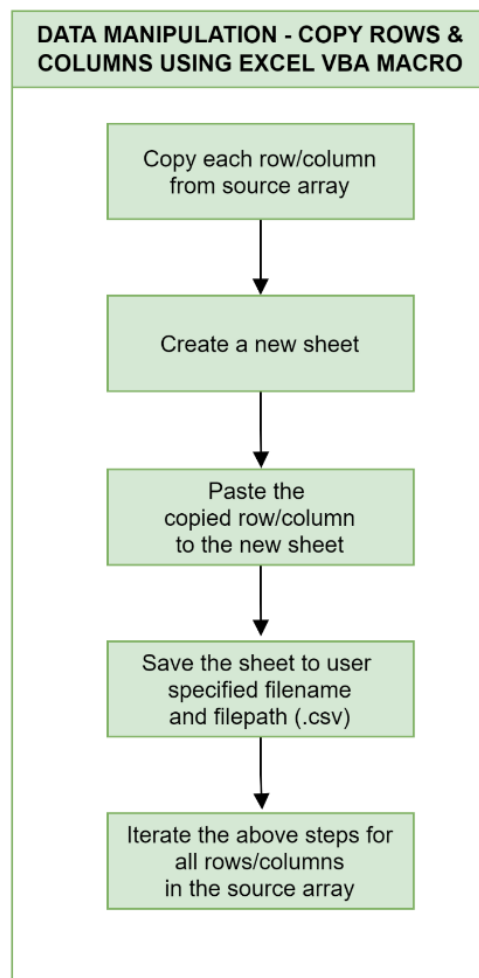 DATA MANIPULATION - COPY ROWS &
COLUMNS USING EXCEL VBA MACRO
Copy each row/column
from source array
Create a new sheet
Paste the
copied row/column
to the new sheet
Save the sheet to user
specified filename
and filepath (.csv)
Iterate the above steps for
all rows/columns
in the source array